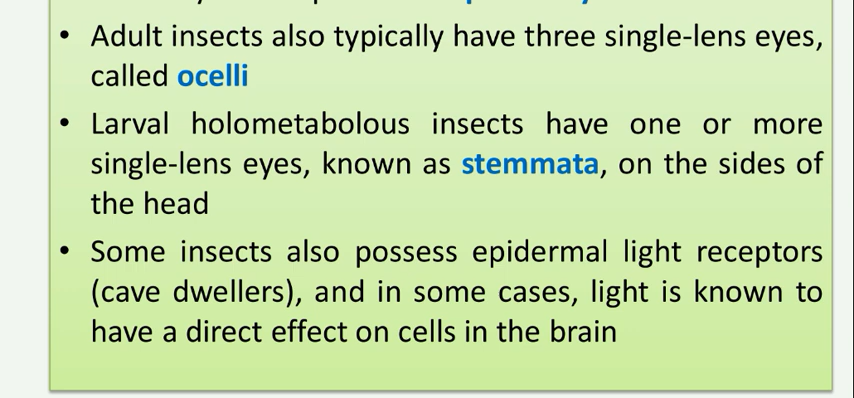 • Adult insects also typically have three single-lens eyes,
called ocelli
• Larval holometabolous insects have one or more
single-lens eyes, known as stemmata, on the sides of
the head
• Some insects also possess epidermal light receptors
(cave dwellers), and in some cases, light is known to
have a direct effect on cells in the brain